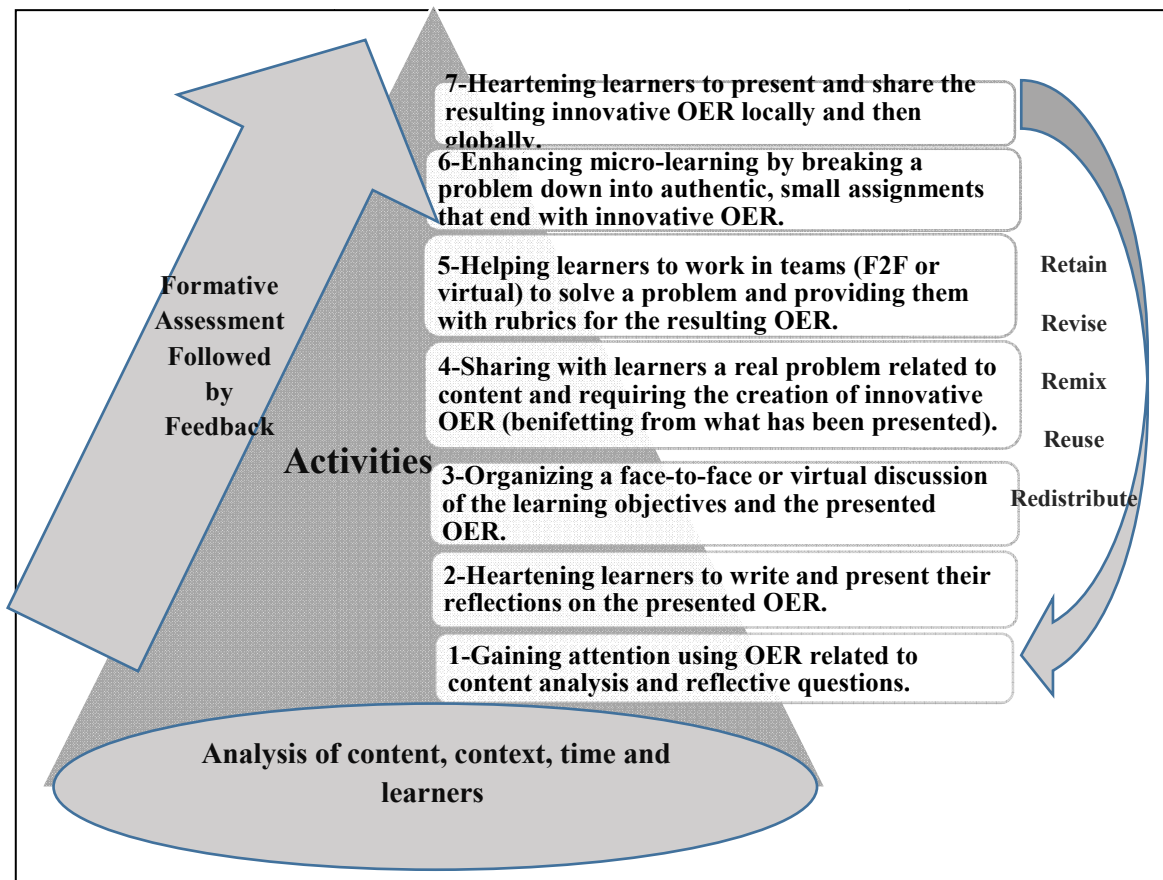 7-Heartening learners to present and share the
resulting innovative OER locally and then
globally.
6-Enhancing micro-learning by breaking a
problem down into authentic, small assignments
that end with innovative OER.
5-Helping learners to work in teams (F2F or
virtual) to solve a problem and providing them
with rubrics for the resulting OER.
4-Sharing with learners a real problem related to
content and requiring the creation of innovative
OER (benifetting from what has been presented).
3-Organizing a face-to-face or virtual discussion
of the learning objectives and the presented
OER.
2-Heartening learners to write and present their
reflections on the presented OER.
1-Gaining attention using OER related to
content analysis and reflective questions.
Formative
Assessment
Followed
by
Feedback
Activities
Retain
Revise
Remix
Reuse
Redistribute
Analysis of content, context, time and
learners